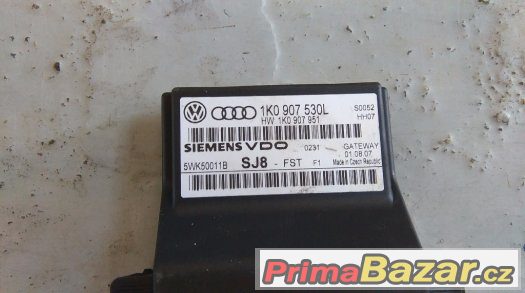 1K0 907 530L S0052
HW 1K0 907 951 HH07
SIEMENS VDO 0231 GATEWAY
01.08.07
5WK50011B SJ8 - FST F1 Made in Czech Republic
PrimaBazar.cz